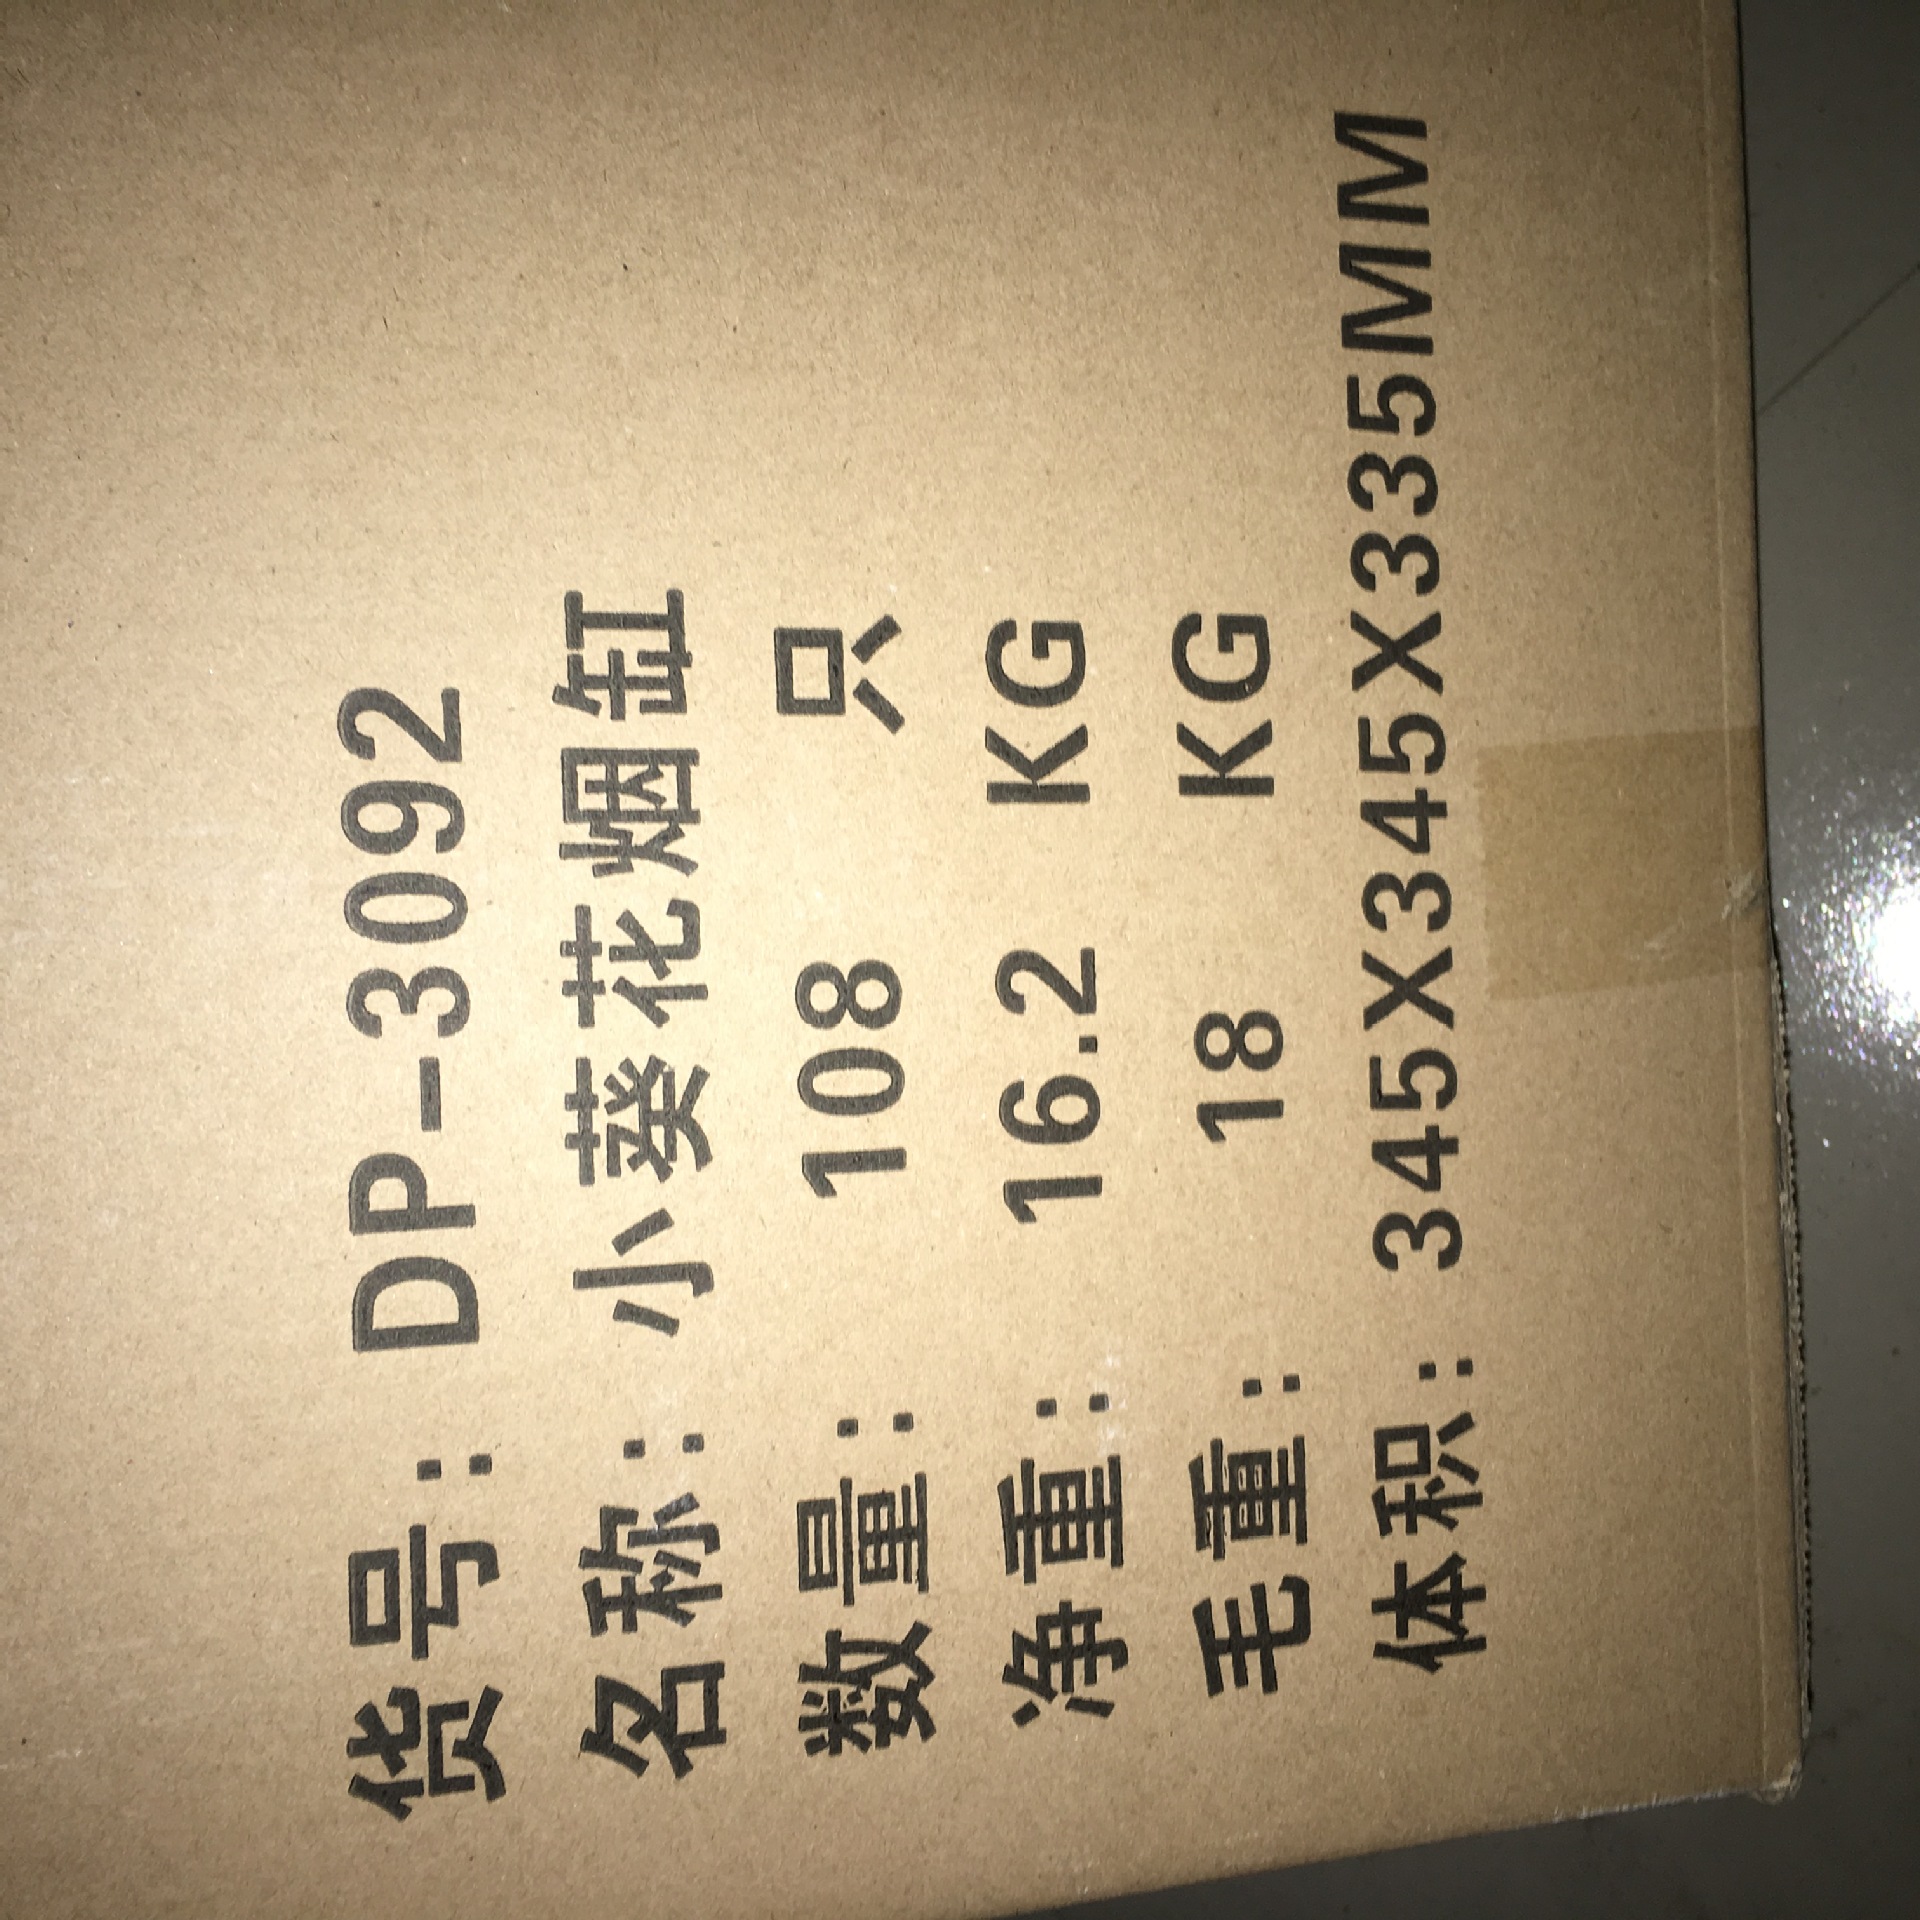 货号：DP-3092
名称：小葵花烟缸
数量： 108 只
净重： 16.2 KG
毛重： 18 KG
体积：345X345X335MM